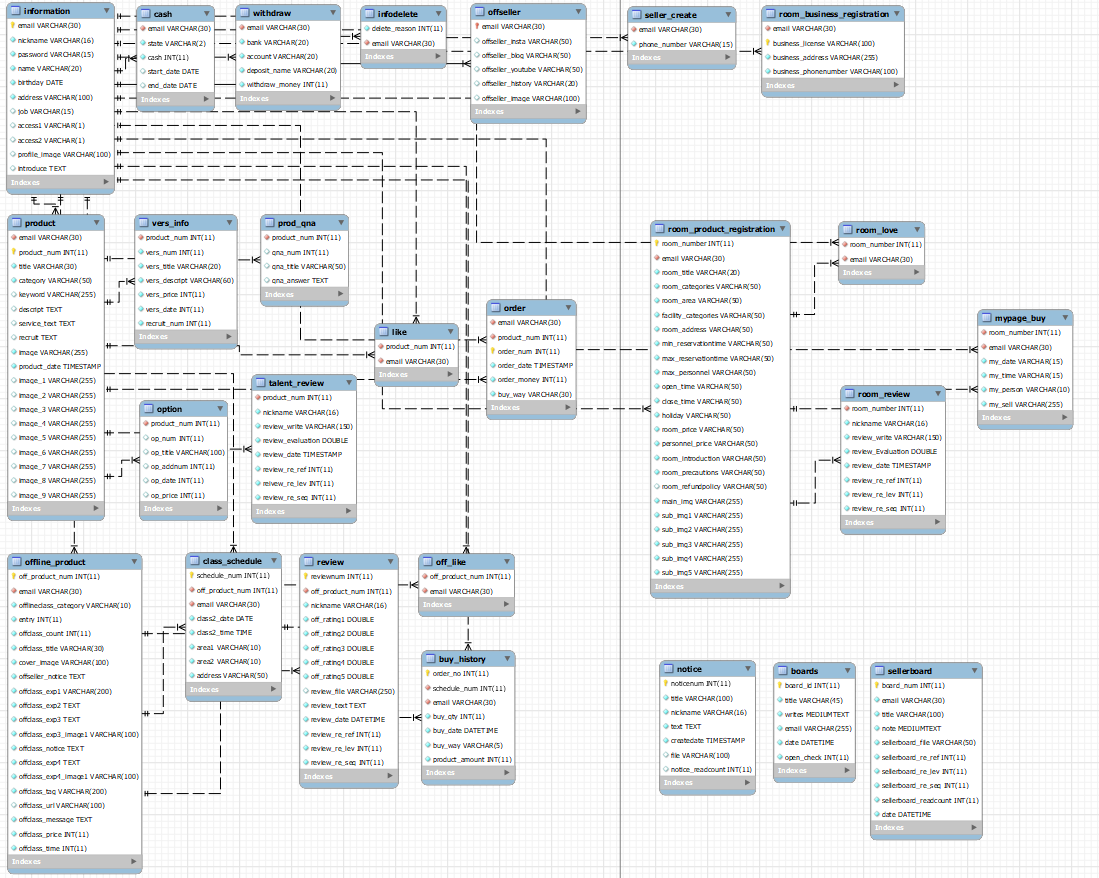 information
email VARCHAR(30)
nickname VARCHAR(16)
password VARCHAR(15)
name VARCHAR(20)
birthday DATE
address VARCHAR(100)
job VARCHAR(15)
access1 VARCHAR(1)
access2 VARCHAR(1)
profile_image VARCHAR(100)
introduce TEXT
Indexes
cash
email VARCHAR(30)
state VARCHAR(2)
cash INT(11)
start_date DATE
end_date DATE
Indexes
withdraw
email VARCHAR(30)
bank VARCHAR(20)
account VARCHAR(20)
deposit_name VARCHAR(20)
withdraw_money INT(11)
Indexes
infodelete
delete_reason INT(11)
email VARCHAR(30)
Indexes
offseller
email VARCHAR(30)
offseller_insta VARCHAR(50)
offseller_blog VARCHAR(50)
offseller_youtube VARCHAR(50)
offseller_history VARCHAR(20)
offseller_image VARCHAR(100)
Indexes
seller_create
email VARCHAR(30)
phone_number VARCHAR(15)
Indexes
room_business_registration
email VARCHAR(30)
business_license VARCHAR(100)
business_address VARCHAR(255)
business_phonenumber VARCHAR(100)
Indexes
product
email VARCHAR(30)
product_num INT(11)
title VARCHAR(30)
category VARCHAR(50)
keyword VARCHAR(255)
descript TEXT
service_text TEXT
recruit TEXT
image VARCHAR(255)
product_date TIMESTAMP
image_1 VARCHAR(255)
image_2 VARCHAR(255)
image_3 VARCHAR(255)
image_4 VARCHAR(255)
image_5 VARCHAR(255)
image_6 VARCHAR(255)
image_7 VARCHAR(255)
image_8 VARCHAR(255)
image_9 VARCHAR(255)
Indexes
vers_info
product_num INT(11)
vers_num INT(11)
vers_title VARCHAR(20)
vers_descript VARCHAR(60)
vers_price INT(11)
vers_date INT(11)
recruit_num INT(11)
Indexes
prod_qna
product_num INT(11)
qna_num INT(11)
qna_title VARCHAR(50)
qna_answer TEXT
Indexes
like
product_num INT(11)
email VARCHAR(30)
Indexes
order
email VARCHAR(30)
product_num INT(11)
order_num INT(11)
order_date TIMESTAMP
order_money INT(11)
buy_way VARCHAR(30)
Indexes
option
product_num INT(11)
op_num INT(11)
op_title VARCHAR(100)
op_addnum INT(11)
op_date INT(11)
op_price INT(11)
Indexes
talent_review
product_num INT(11)
nickname VARCHAR(16)
review_write VARCHAR(150)
review_evaluation DOUBLE
review_date TIMESTAMP
review_re_ref INT(11)
reivew_re_lev INT(11)
review_re_seq INT(11)
Indexes
room_product_registration
room_number INT(11)
email VARCHAR(30)
room_title VARCHAR(20)
room_categories VARCHAR(50)
room_area VARCHAR(50)
facility_categories VARCHAR(50)
room_address VARCHAR(50)
min_reservationtime VARCHAR(50)
max_reservationtime VARCHAR(50)
max_personnel VARCHAR(50)
open_time VARCHAR(50)
close_time VARCHAR(50)
holiday VARCHAR(50)
room_price VARCHAR(50)
personnel_price VARCHAR(50)
room_introduction VARCHAR(50)
room_precautions VARCHAR(50)
room_refundpolicy VARCHAR(50)
main_img VARCHAR(255)
sub_img1 VARCHAR(255)
sub_img2 VARCHAR(255)
sub_img3 VARCHAR(255)
sub_img4 VARCHAR(255)
sub_img5 VARCHAR(255)
Indexes
room_love
room_number INT(11)
email VARCHAR(30)
Indexes
mypage_buy
room_number INT(11)
email VARCHAR(30)
my_date VARCHAR(15)
my_time VARCHAR(15)
my_person VARCHAR(10)
my_sell VARCHAR(255)
Indexes
room_review
room_number INT(11)
nickname VARCHAR(16)
review_write VARCHAR(150)
review_Evaluation DOUBLE
review_date TIMESTAMP
review_re_ref INT(11)
review_re_lev INT(11)
review_re_seq INT(11)
Indexes
offline_product
off_product_num INT(11)
email VARCHAR(30)
offlineclass_category VARCHAR(10)
entry INT(11)
offclass_count INT(11)
offclass_title VARCHAR(30)
cover_image VARCHAR(100)
offseller_notice TEXT
offclass_exp1 VARCHAR(200)
offclass_exp2 TEXT
offclass_exp3 TEXT
offclass_exp3_image1 VARCHAR(100)
offclass_notice TEXT
offclass_exp4 TEXT
offclass_exp4_image1 VARCHAR(100)
offclass_tag VARCHAR(200)
offclass_url VARCHAR(100)
offclass_message TEXT
offclass_price INT(11)
offclass_time INT(11)
Indexes
class_schedule
schedule_num INT(11)
off_product_num INT(11)
email VARCHAR(30)
class2_date DATE
class2_time TIME
area1 VARCHAR(10)
area2 VARCHAR(10)
address VARCHAR(50)
Indexes
review
reviewnum INT(11)
off_product_num INT(11)
nickname VARCHAR(16)
off_rating1 DOUBLE
off_rating2 DOUBLE
off_rating3 DOUBLE
off_rating4 DOUBLE
off_rating5 DOUBLE
review_file VARCHAR(250)
review_text TEXT
review_date DATETIME
review_re_ref INT(11)
review_re_lev INT(11)
review_re_seq INT(11)
Indexes
off_like
off_product_num INT(11)
email VARCHAR(30)
Indexes
buy_history
order_no INT(11)
schedule_num INT(11)
email VARCHAR(30)
buy_qty INT(11)
buy_date DATETIME
buy_way VARCHAR(5)
product_amount INT(11)
Indexes
notice
noticenum INT(11)
title VARCHAR(100)
nickname VARCHAR(16)
text TEXT
createdate TIMESTAMP
file VARCHAR(100)
notice_readcount INT(11)
Indexes
boards
board_id INT(11)
title VARCHAR(45)
writes MEDIUMTEXT
email VARCHAR(255)
date DATETIME
open_check INT(11)
Indexes
sellerboard
board_num INT(11)
email VARCHAR(30)
title VARCHAR(100)
note MEDIUMTEXT
sellerboard_file VARCHAR(50)
sellerboard_re_ref INT(11)
sellerboard_re_lev INT(11)
sellerboard_re_seq INT(11)
sellerboard_readcount INT(11)
date DATETIME
Indexes